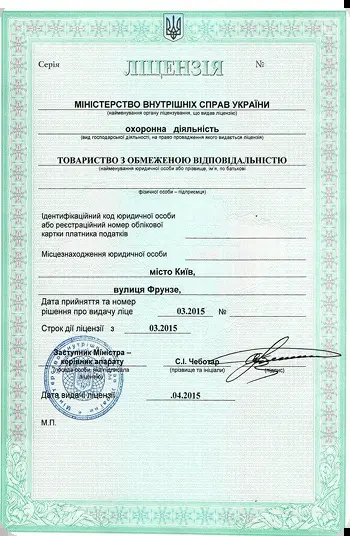 Серія ЛІЦЕНЗІЯ №
МІНІСТЕРСТВО ВНУТРІШНІХ СПРАВ УКРАЇНИ
(найменування органу ліцензування, що видав ліцензію)
охоронна діяльність
(вид господарської діяльності, на право провадження якого видається ліцензія)
ТОВАРИСТВО З ОБМЕЖЕНОЮ ВІДПОВІДАЛЬНІСТЮ
(найменування юридичної особи або прізвище, ім'я, по батькові
фізичної особи – підприємця)
Ідентифікаційний код юридичної особи
або реєстраційний номер облікової
картки платника податків
Місцезнаходження юридичної особи
місто Київ,
вулиця Фрунзе,
Дата прийняття та номер
рішення про видачу ліце 03.2015 №
Строк дії ліцензії з 03.2015
Заступник Міністра –
керівник апарату С.І. Чеботар
(посада особи, яка підписала (прізвище та ініціали) (підпис)
ліцензію)
Дата видачі ліцензії .04.2015
М.П.